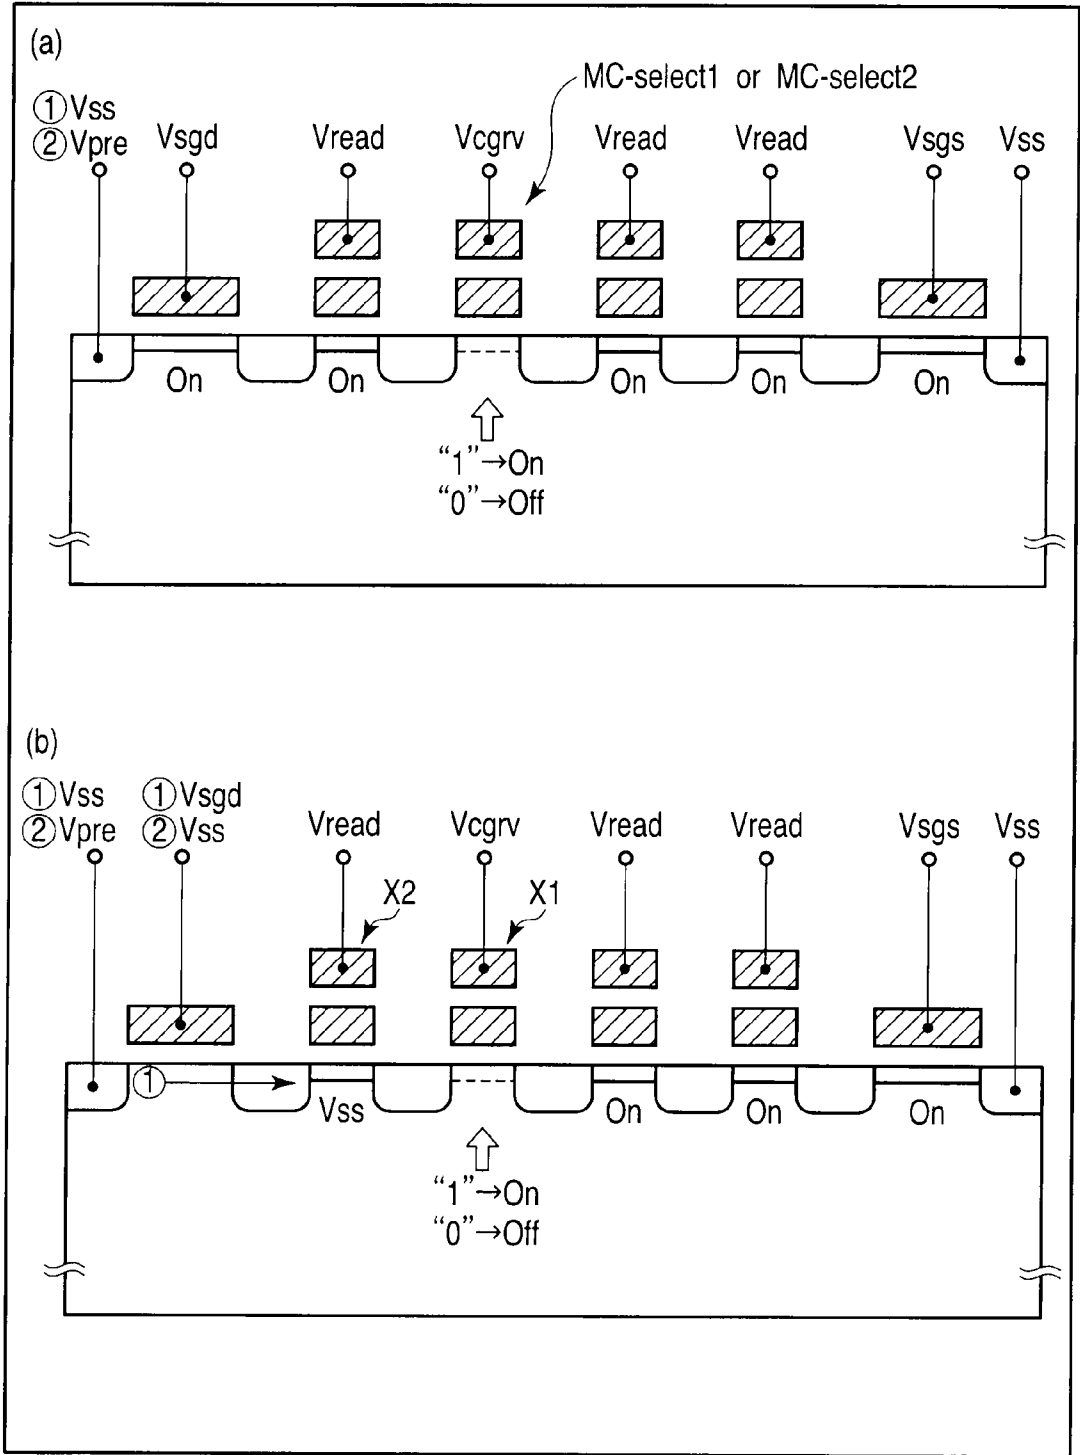 (a)
MC-select1 or MC-select2
①Vss
②Vpre Vsgd Vread Vcgrv Vread Vread Vsgs Vss
On On On On On
“1”→On
“0”→Off
(b)
①Vss ①Vsgd
②Vpre ②Vss Vread Vcgrv Vread Vread Vsgs Vss
X2 X1
①
Vss On On On
“1”→On
“0”→Off